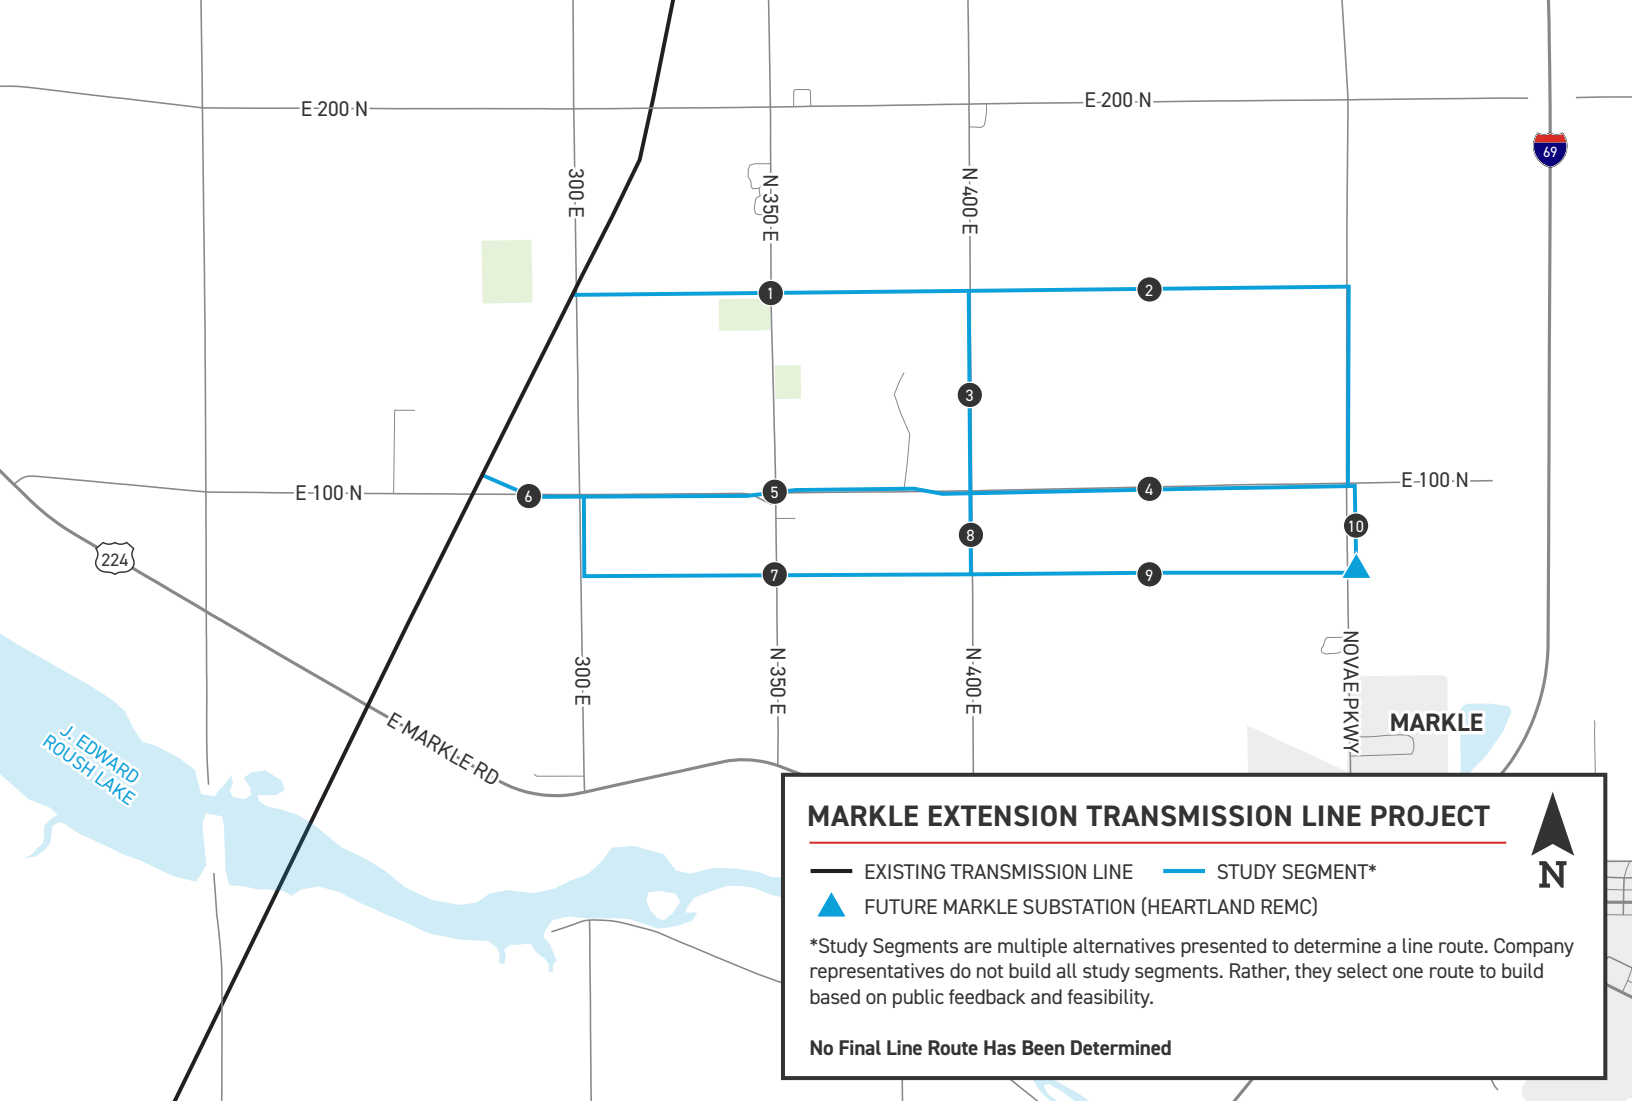 E 200 N
E 200 N
69
300 E
N 350 E
N 400 E
1
2
3
E 100 N
6
5
4
E 100 N
10
8
224
7
9
300 E
N 350 E
N 400 E
NOVAE PKWY
MARKLE
E MARKLE RD
J. EDWARD
ROUSH LAKE
MARKLE EXTENSION TRANSMISSION LINE PROJECT
N
EXISTING TRANSMISSION LINE
STUDY SEGMENT*
FUTURE MARKLE SUBSTATION (HEARTLAND REMC)
*Study Segments are multiple alternatives presented to determine a line route. Company
representatives do not build all study segments. Rather, they select one route to build
based on public feedback and feasibility.
No Final Line Route Has Been Determined